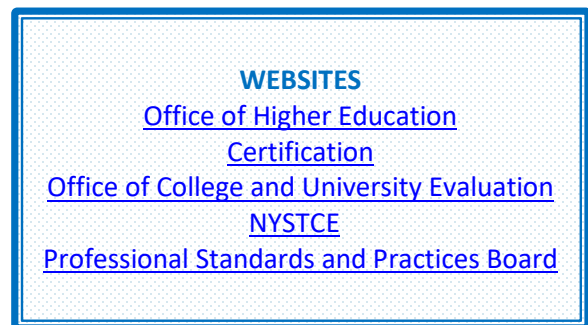 WEBSITES
Office of Higher Education
Certification
Office of College and University Evaluation
NYSTCE
Professional Standards and Practices Board